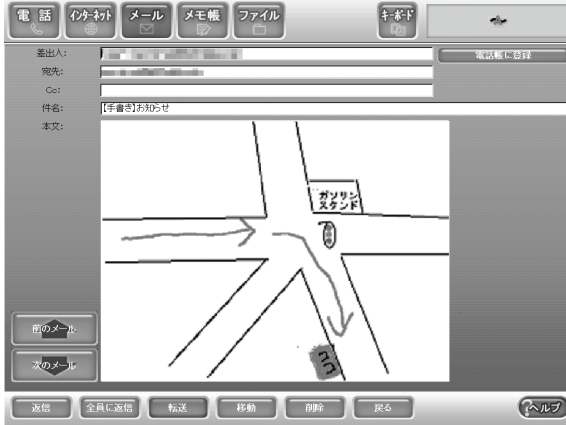 電 話
インターネット
メール
メモ帳
ファイル
キーボード
差出人:
電話帳に登録
宛先:
Cc:
件名:
【手書き】お知らせ
本文:
ガソリン
スタンド
ココ
前のメール
次のメール
返信
全員に返信
転送
移動
削除
戻る
?ヘルプ